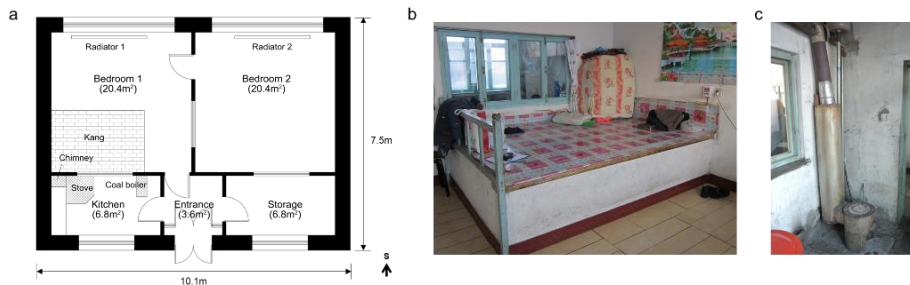 a
b
c
Radiator 1
Radiator 2
Bedroom 1
(20.4m²)
Bedroom 2
(20.4m²)
Kang
7.5m
Chimney
Stove
Coal boiler
Kitchen
(6.8m²)
Entrance
(3.6m²)
Storage
(6.8m²)
s
10.1m